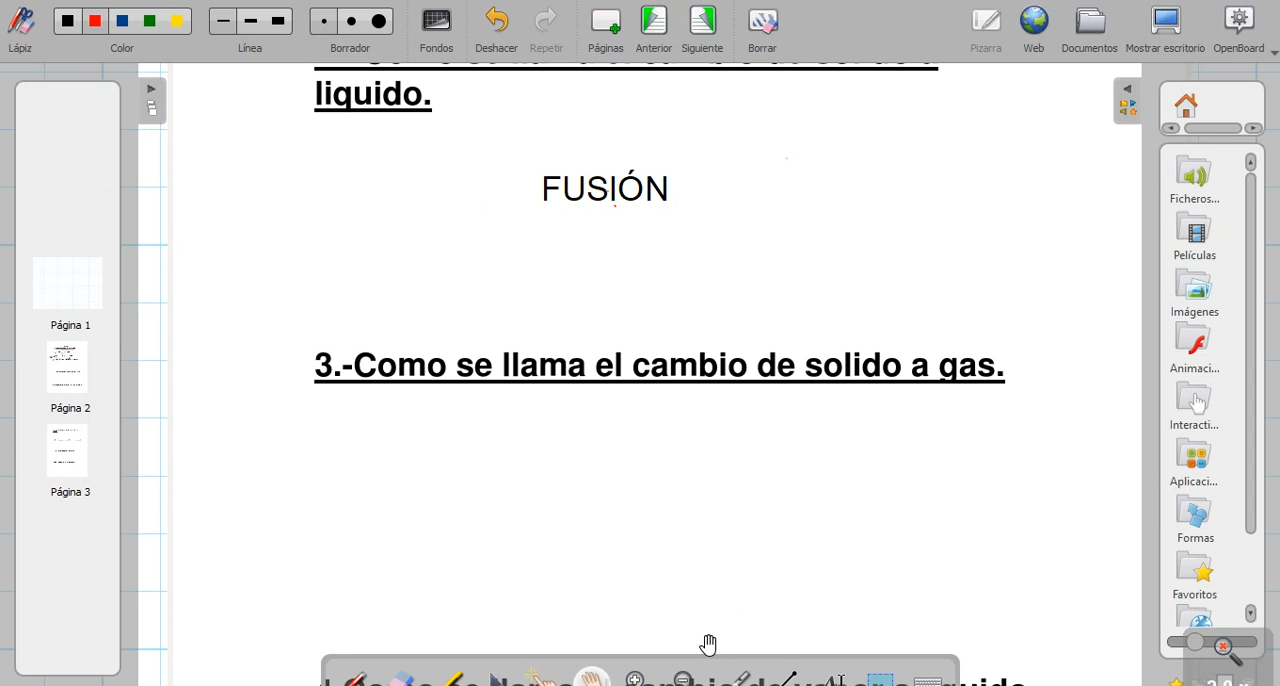 Lápiz
Color
Línea
Borrador
Fondos
Deshacer
Repetir
Páginas
Anterior
Siguiente
Borrar
Pizarra
Web
Documentos
Mostrar escritorio
OpenBoard
liquido.
FUSIÓN
3.-Como se llama el cambio de solido a gas.
Página 1
Página 2
Página 3
Ficheros...
Películas
Imágenes
Animaci...
Interacti...
Aplicaci...
Formas
Favoritos